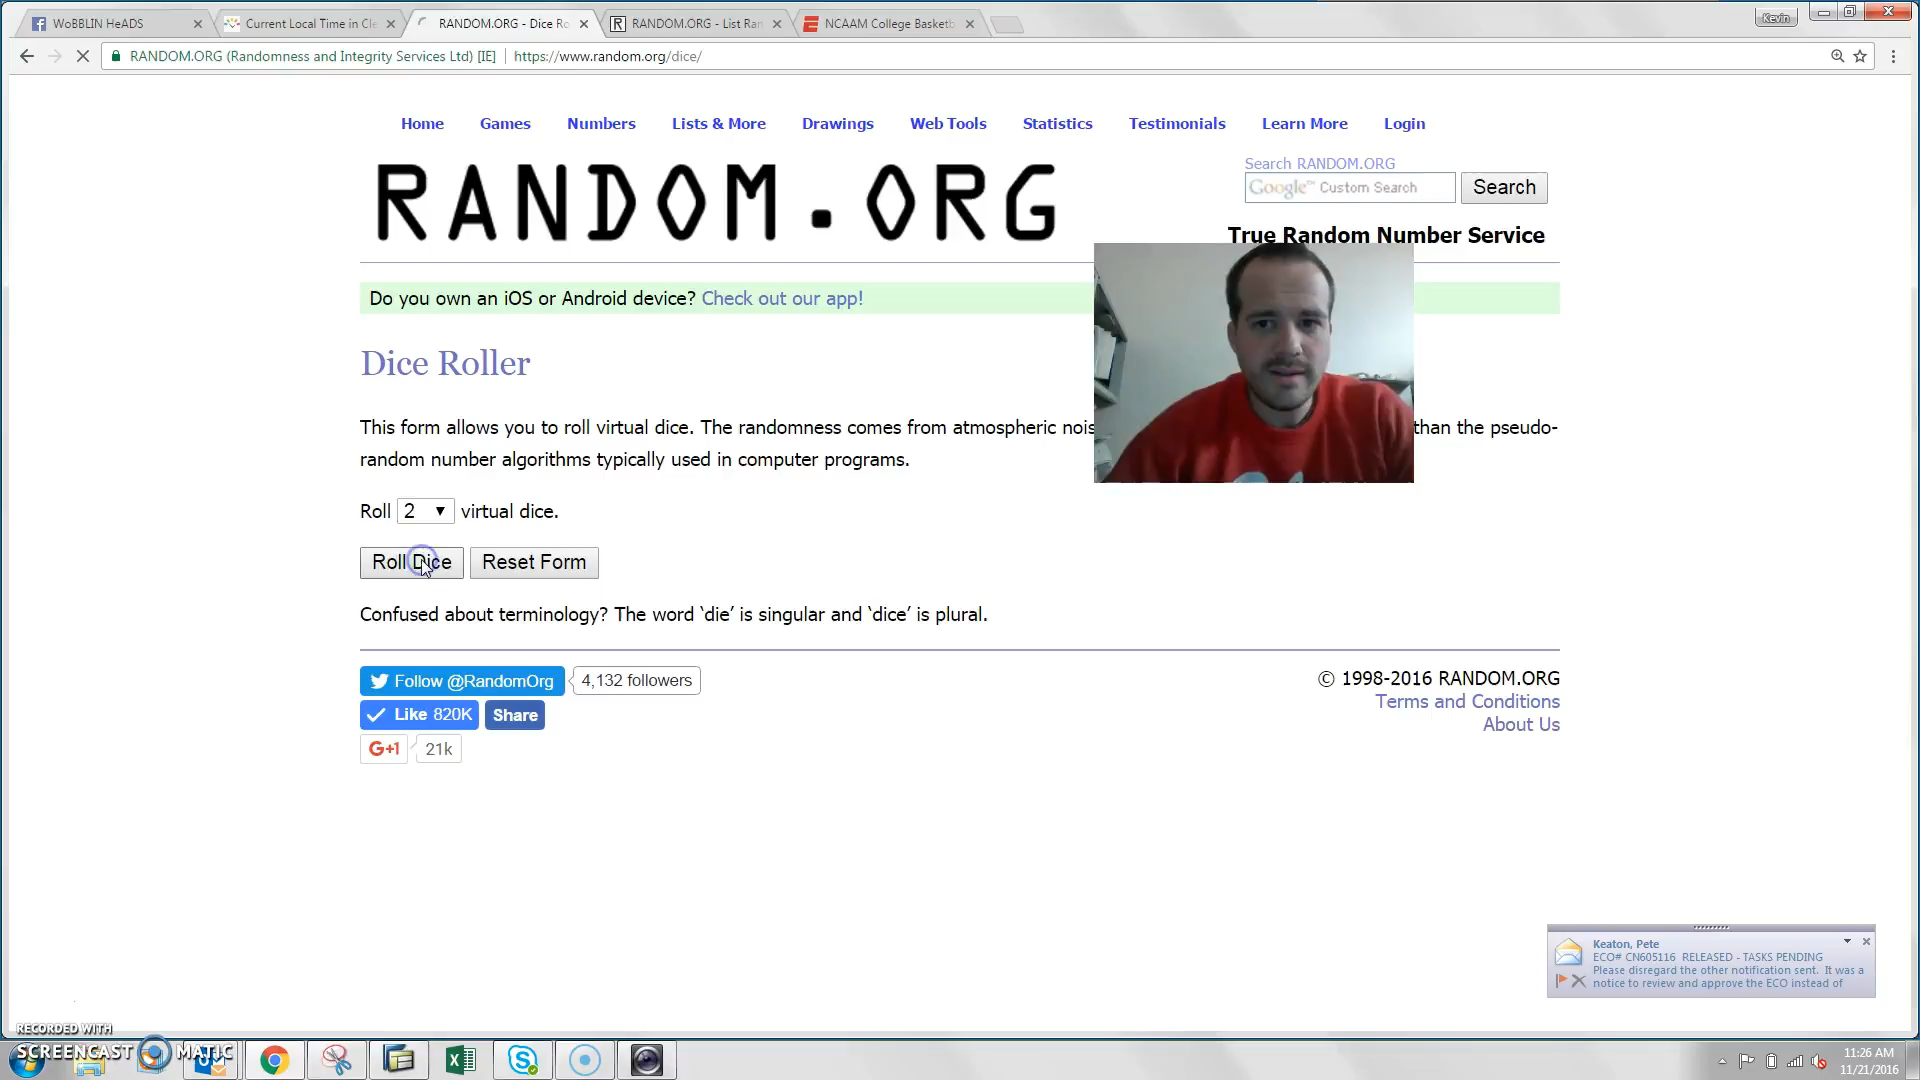 WoBBLIN HeADS
Current Local Time in Cle
RANDOM.ORG - Dice Ro
RANDOM.ORG - List Ran
NCAAM College Basketb
Kevin
RANDOM.ORG (Randomness and Integrity Services Ltd) [IE]
https://www.random.org/dice/
Home Games Numbers Lists & More Drawings Web Tools Statistics Testimonials Learn More Login
RANDOM.ORG
Search RANDOM.ORG
Google™ Custom Search
Search
True Random Number Service
Do you own an iOS or Android device? Check out our app!
Dice Roller
This form allows you to roll virtual dice. The randomness comes from atmospheric nois than the pseudo-
random number algorithms typically used in computer programs.
Roll 2 virtual dice.
Roll Dice Reset Form
Confused about terminology? The word ‘die’ is singular and ‘dice’ is plural.
Follow @RandomOrg 4,132 followers
Like 820K Share
G+1 21k
© 1998-2016 RANDOM.ORG
Terms and Conditions
About Us
Keaton, Pete
ECO# CN605116 RELEASED - TASKS PENDING
Please disregard the other notification sent. It was a
notice to review and approve the ECO instead of
RECORDED WITH
SCREENCAST MATIC
11:26 AM
11/21/2016